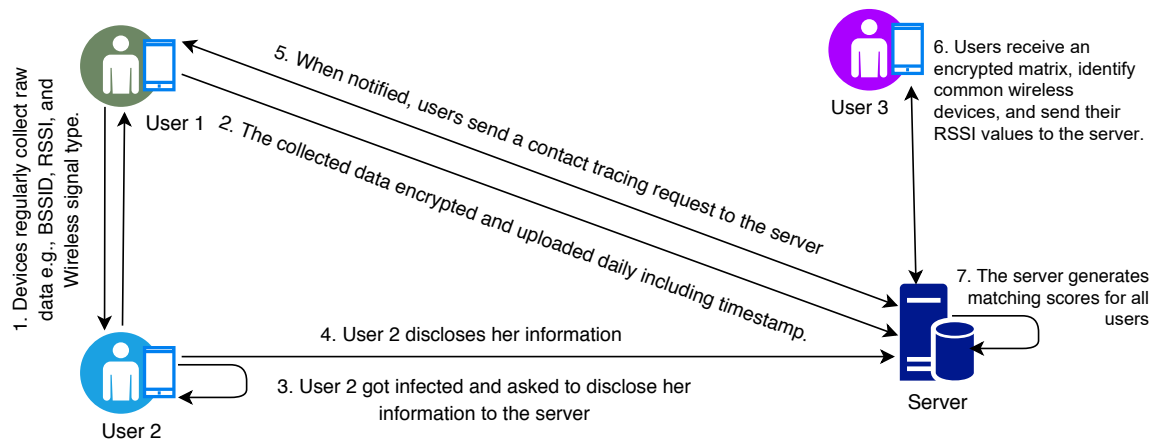 User 1
User 2
User 3
Server
1. Devices regularly collect raw
data e.g., BSSID, RSSI, and
Wireless signal type.
2. The collected data encrypted and uploaded daily including timestamp.
3. User 2 got infected and asked to disclose her
information to the server
4. User 2 discloses her information
5. When notified, users send a contact tracing request to the server
6. Users receive an
encrypted matrix, identify
common wireless
devices, and send their
RSSI values to the server.
7. The server generates
matching scores for all
users